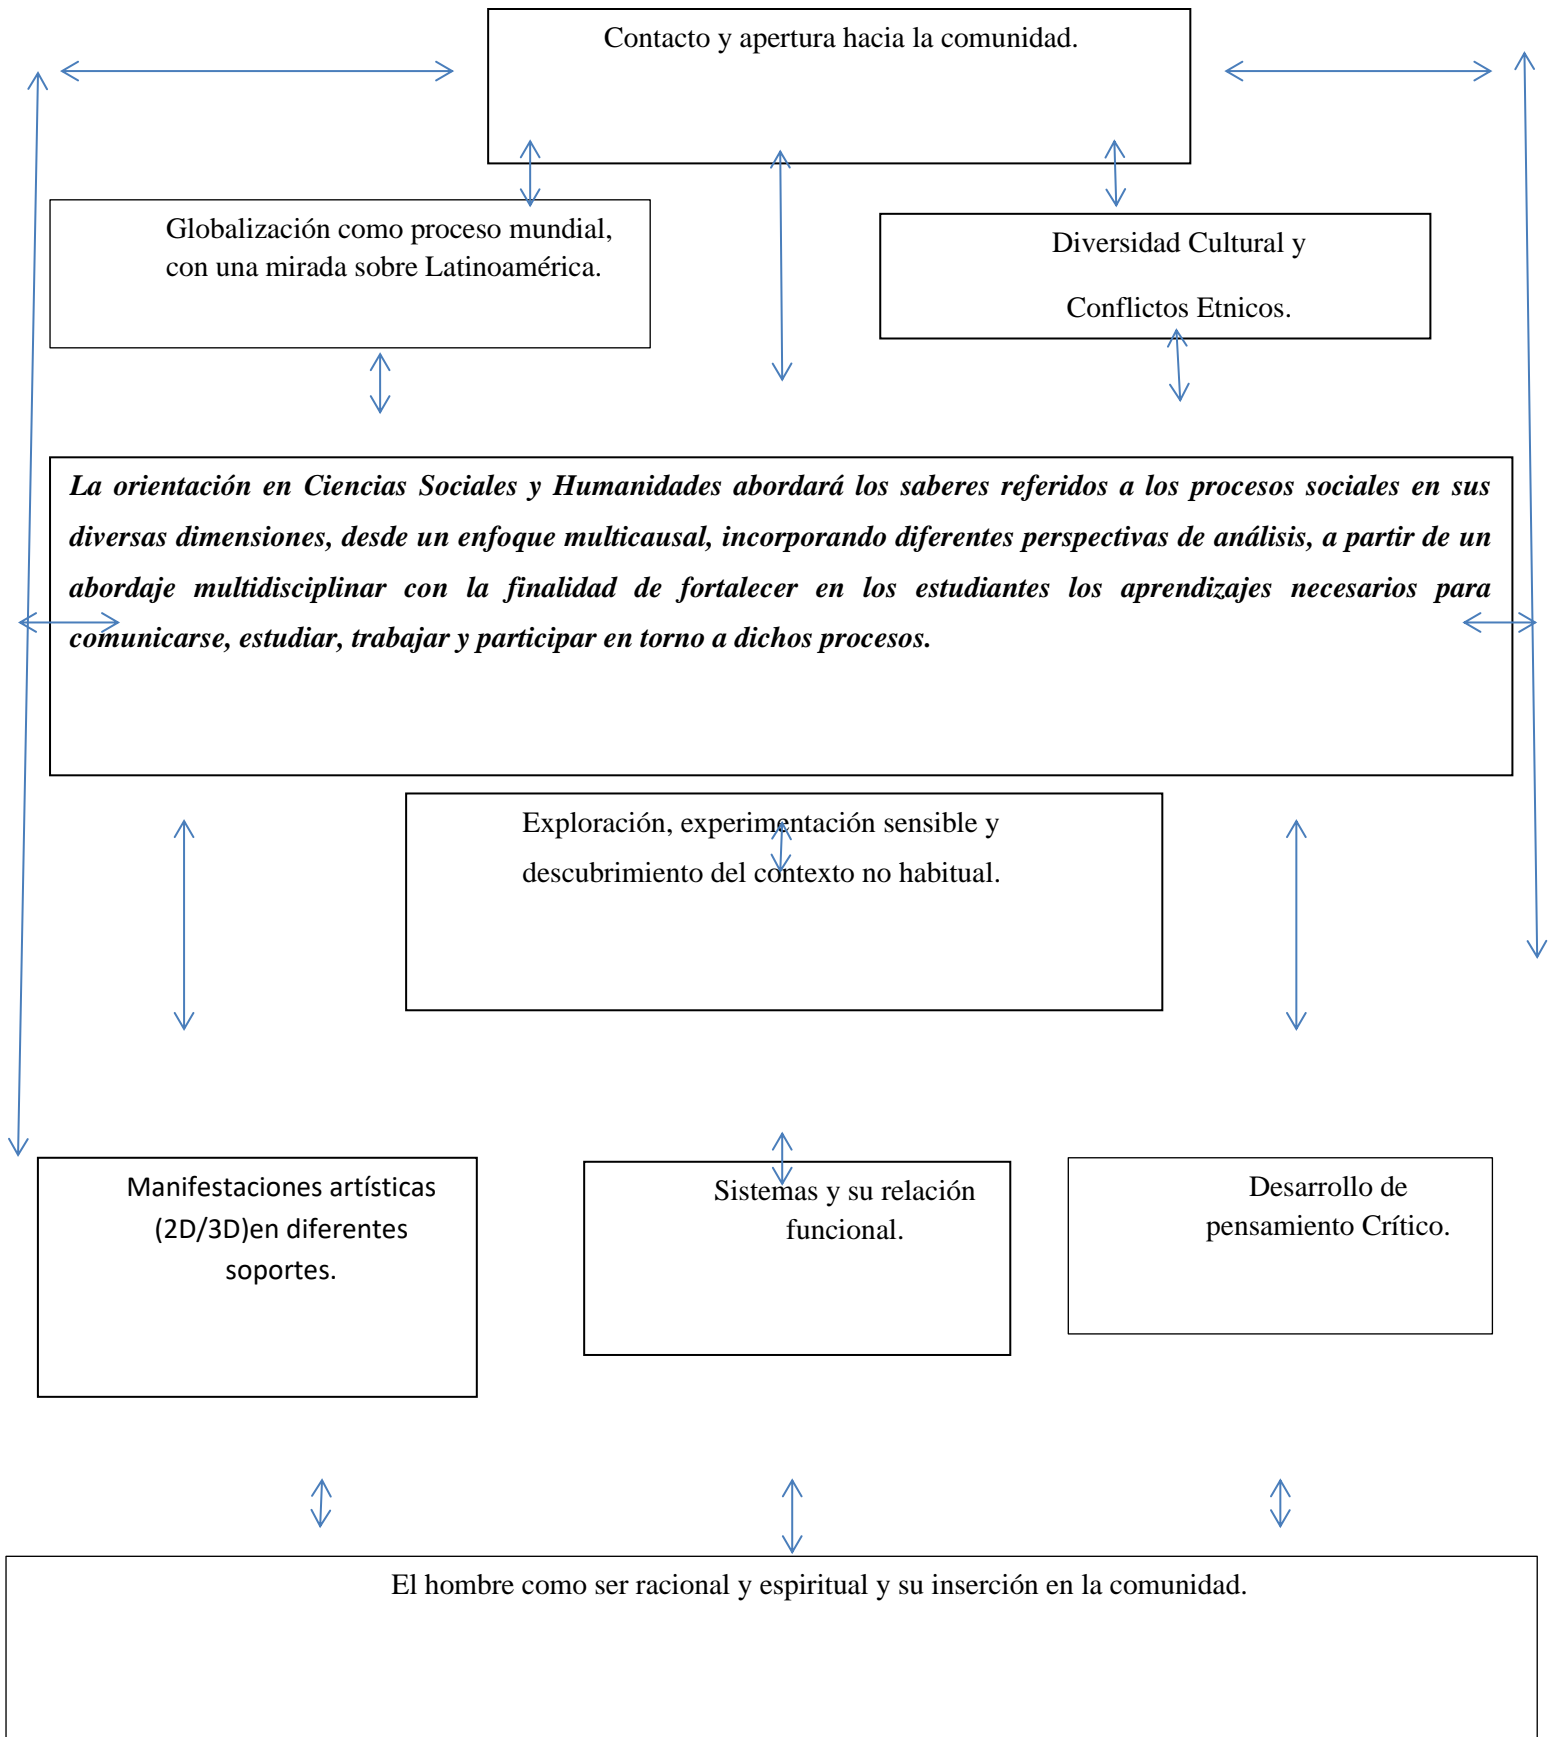 Contacto y apertura hacia la comunidad.
Globalización como proceso mundial,
con una mirada sobre Latinoamérica.
Diversidad Cultural y
Conflictos Etnicos.
La orientación en Ciencias Sociales y Humanidades abordará los saberes referidos a los procesos sociales en sus
diversas dimensiones, desde un enfoque multicausal, incorporando diferentes perspectivas de análisis, a partir de un
abordaje multidisciplinar con la finalidad de fortalecer en los estudiantes los aprendizajes necesarios para
comunicarse, estudiar, trabajar y participar en torno a dichos procesos.
Exploración, experimentación sensible y
descubrimiento del contexto no habitual.
Manifestaciones artísticas
(2D/3D)en diferentes
soportes.
Sistemas y su relación
funcional.
Desarrollo de
pensamiento Crítico.
El hombre como ser racional y espiritual y su inserción en la comunidad.